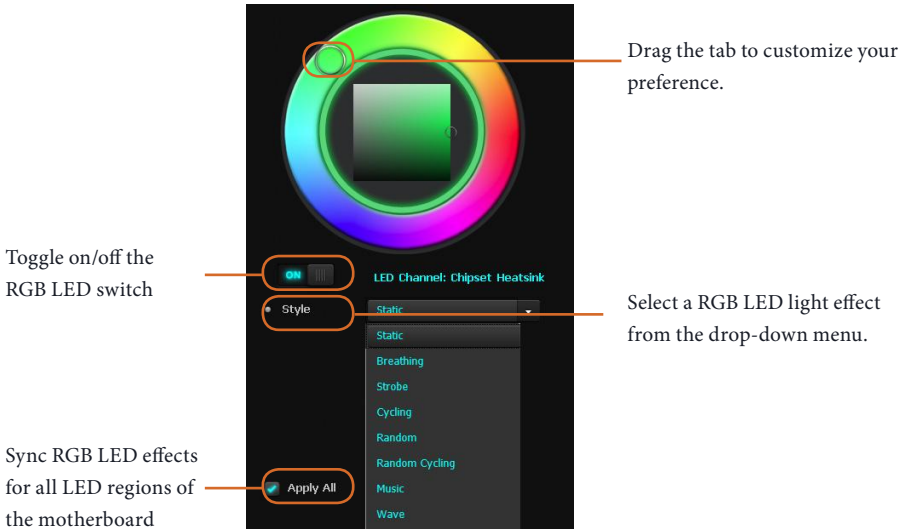 Drag the tab to customize your
preference.
Toggle on/off the
RGB LED switch
ON
LED Channel: Chipset Heatsink
Style
Static
Select a RGB LED light effect
from the drop-down menu.
Static
Breathing
Strobe
Cycling
Random
Random Cycling
Music
Wave
Sync RGB LED effects
for all LED regions of
the motherboard
Apply All